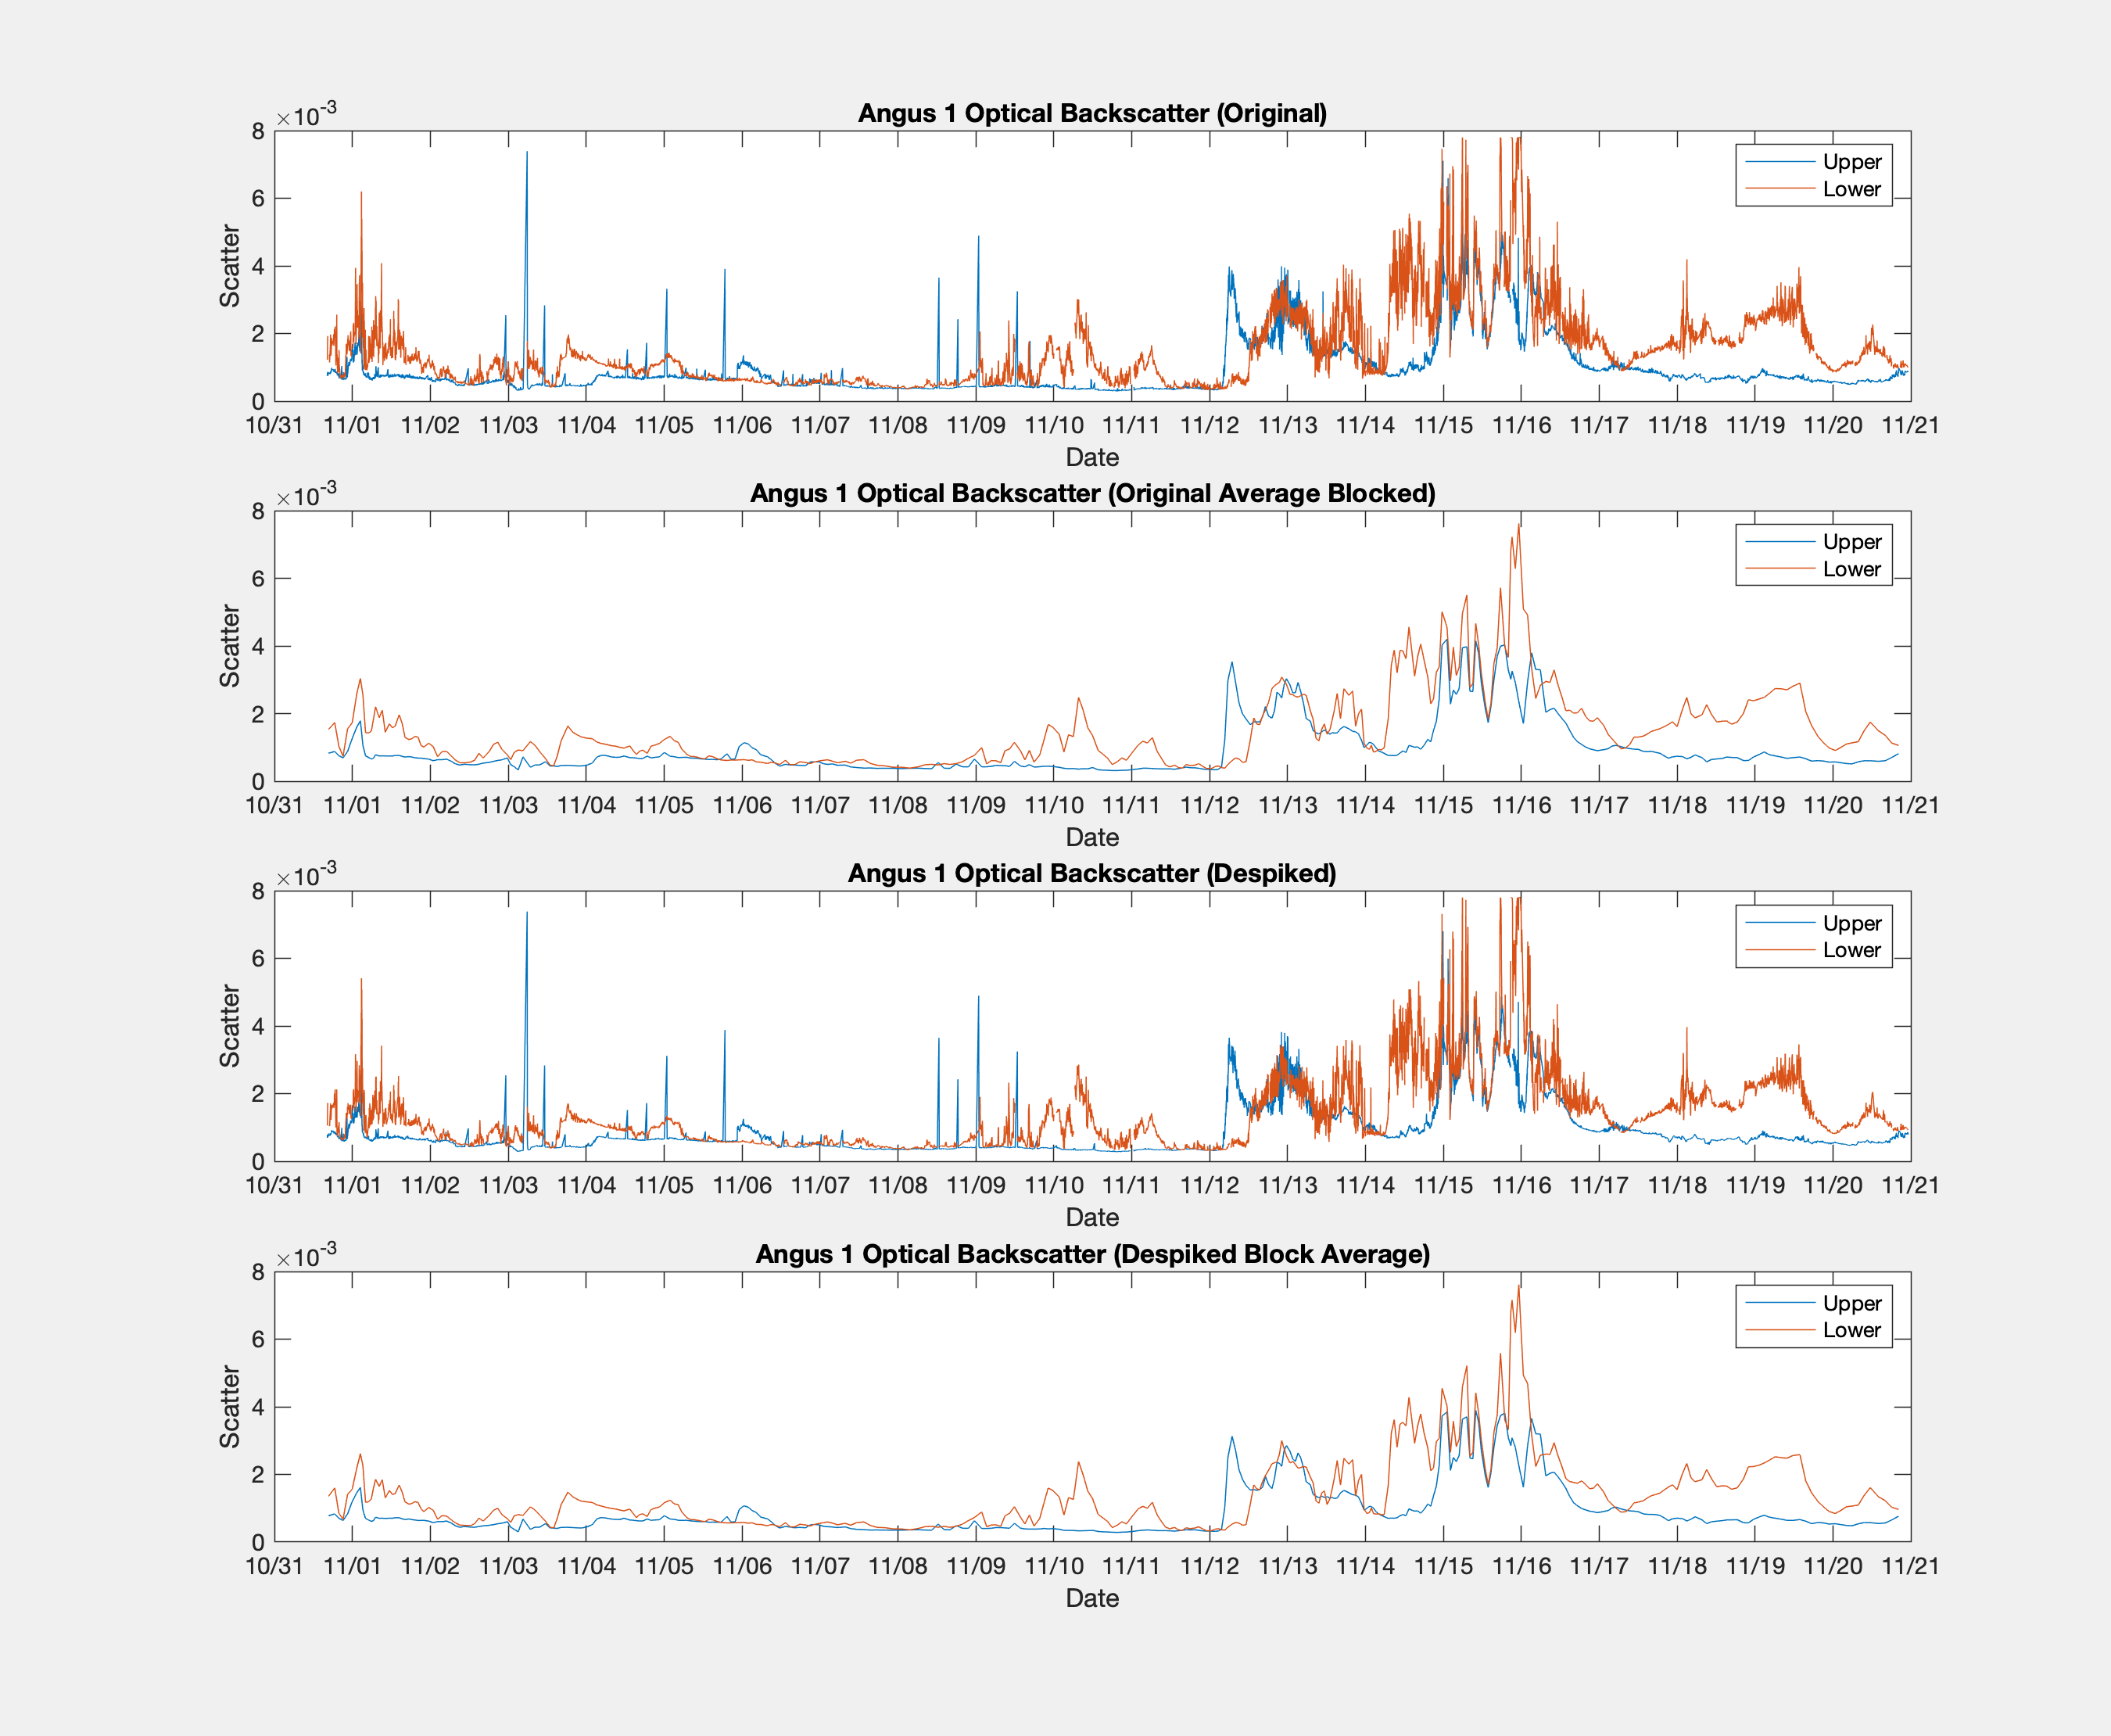 Angus 1 Optical Backscatter (Original)
×10-3
8
6
4
2
0
Scatter
Upper
Lower
10/31 11/01 11/02 11/03 11/04 11/05 11/06 11/07 11/08 11/09 11/10 11/11 11/12 11/13 11/14 11/15 11/16 11/17 11/18 11/19 11/20 11/21
Date
Angus 1 Optical Backscatter (Original Average Blocked)
×10-3
8
6
4
2
0
Scatter
Upper
Lower
10/31 11/01 11/02 11/03 11/04 11/05 11/06 11/07 11/08 11/09 11/10 11/11 11/12 11/13 11/14 11/15 11/16 11/17 11/18 11/19 11/20 11/21
Date
Angus 1 Optical Backscatter (Despiked)
×10-3
8
6
4
2
0
Scatter
Upper
Lower
10/31 11/01 11/02 11/03 11/04 11/05 11/06 11/07 11/08 11/09 11/10 11/11 11/12 11/13 11/14 11/15 11/16 11/17 11/18 11/19 11/20 11/21
Date
Angus 1 Optical Backscatter (Despiked Block Average)
×10-3
8
6
4
2
0
Scatter
Upper
Lower
10/31 11/01 11/02 11/03 11/04 11/05 11/06 11/07 11/08 11/09 11/10 11/11 11/12 11/13 11/14 11/15 11/16 11/17 11/18 11/19 11/20 11/21
Date